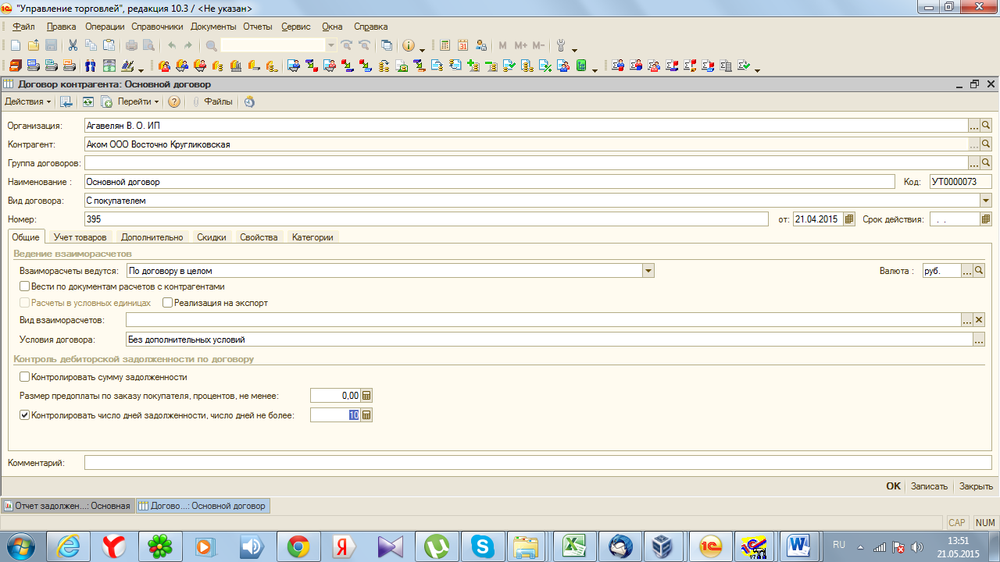 "Управление торговлей", редакция 10.3 / <Не указан>
Файл Правка Операции Справочники Документы Отчеты Сервис Окна Справка
M M+ M−
Договор контрагента: Основной договор
Действия Перейти Файлы
Организация: Агавелян В. О. ИП
Контрагент: Аком ООО Восточно Кругликовская
Группа договоров:
Наименование : Основной договор Код: УТ0000073
Вид договора: С покупателем
Номер: 395 от: 21.04.2015 Срок действия: . .
Общие Учет товаров Дополнительно Скидки Свойства Категории
Ведение взаиморасчетов
Взаиморасчеты ведутся: По договору в целом Валюта : руб.
Вести по документам расчетов с контрагентами
Расчеты в условных единицах Реализация на экспорт
Вид взаиморасчетов:
Условия договора: Без дополнительных условий
Контроль дебиторской задолженности по договору
Контролировать сумму задолженности
Размер предоплаты по заказу покупателя, процентов, не менее: 0,00
Контролировать число дней задолженности, число дней не более: 10
Комментарий:
OK Записать Закрыть
Отчет задолжен...: Основная Догово...: Основной договор
CAP NUM
RU 13:51
21.05.2015